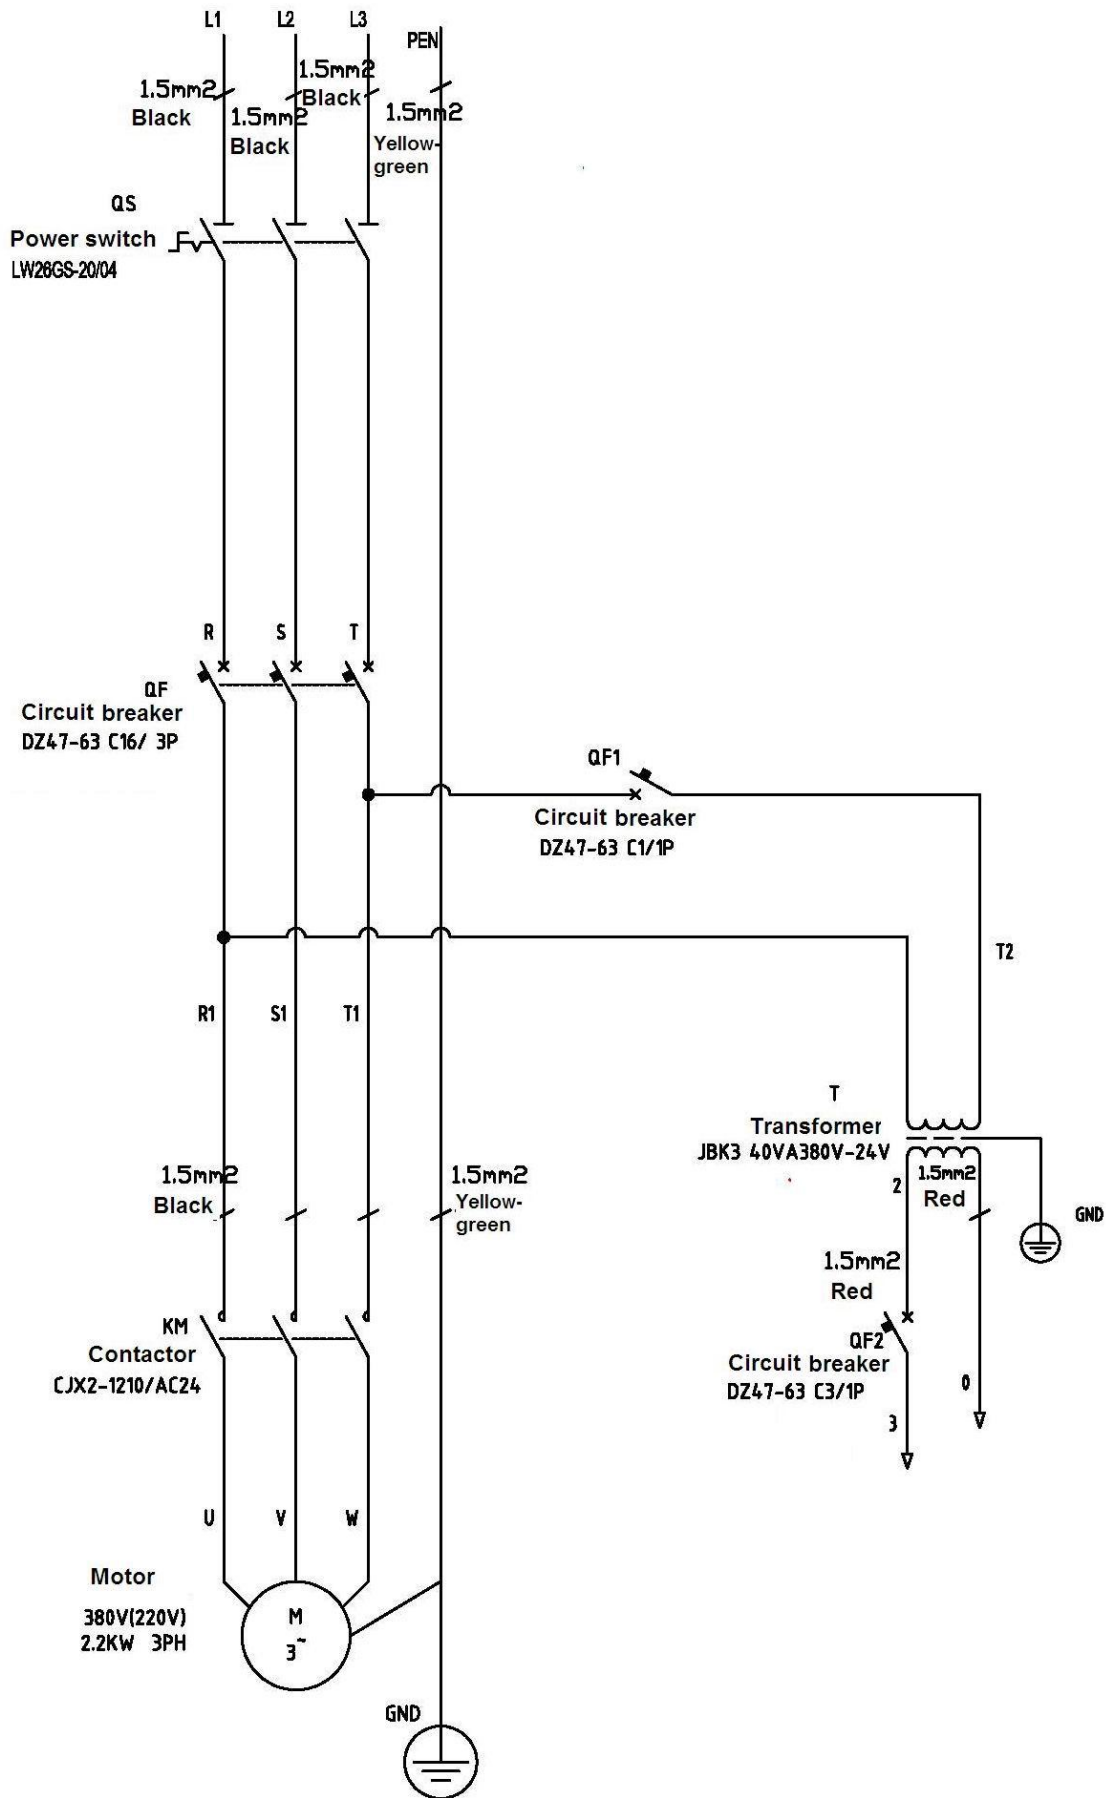 L1 L2 L3
PEN
1.5mm2
Black
1.5mm2
Black
1.5mm2
Black
1.5mm2
Yellow-
green
QS
Power switch
LW26GS-20/04
R S T
QF
Circuit breaker
DZ47-63 C16/ 3P
QF1
Circuit breaker
DZ47-63 C1/1P
T2
R1 S1 T1
T
Transformer
JBK3 40VA380V-24V
1.5mm2
Black
1.5mm2
Yellow-
green
2
1.5mm2
Red
GND
1.5mm2
Red
KM
Contactor
CJX2-1210/AC24
QF2
Circuit breaker
DZ47-63 C3/1P
0
3
U V W
Motor
380V(220V)
2.2KW 3PH
M
3~
GND